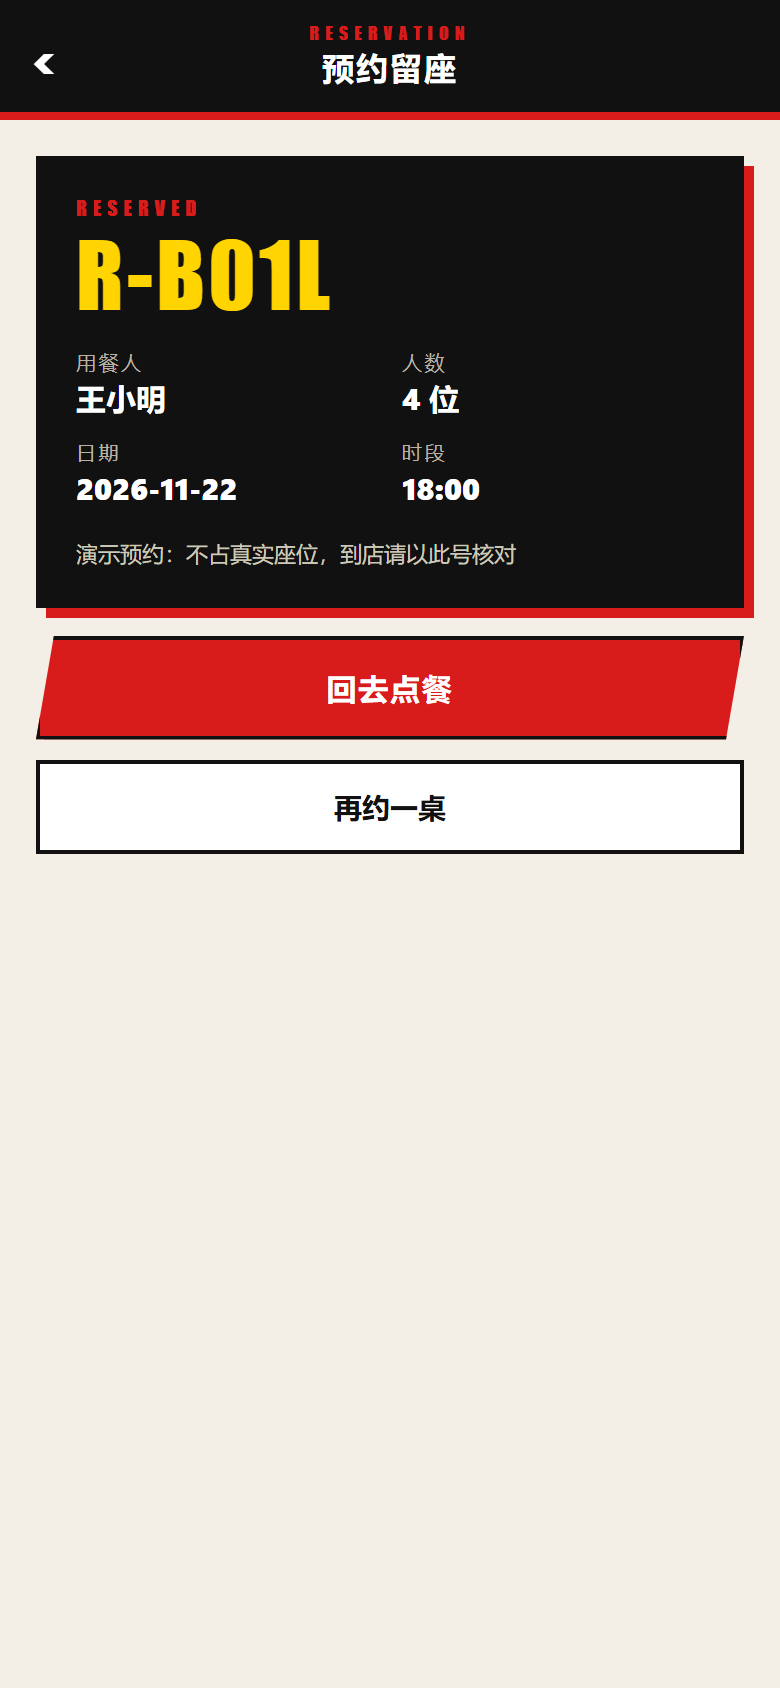 RESERVATION
预约留座
RESERVED
R-B01L
用餐人 人数
王小明 4 位
日期 时段
2026-11-22 18:00
演示预约：不占真实座位，到店请以此号核对
回去点餐
再约一桌